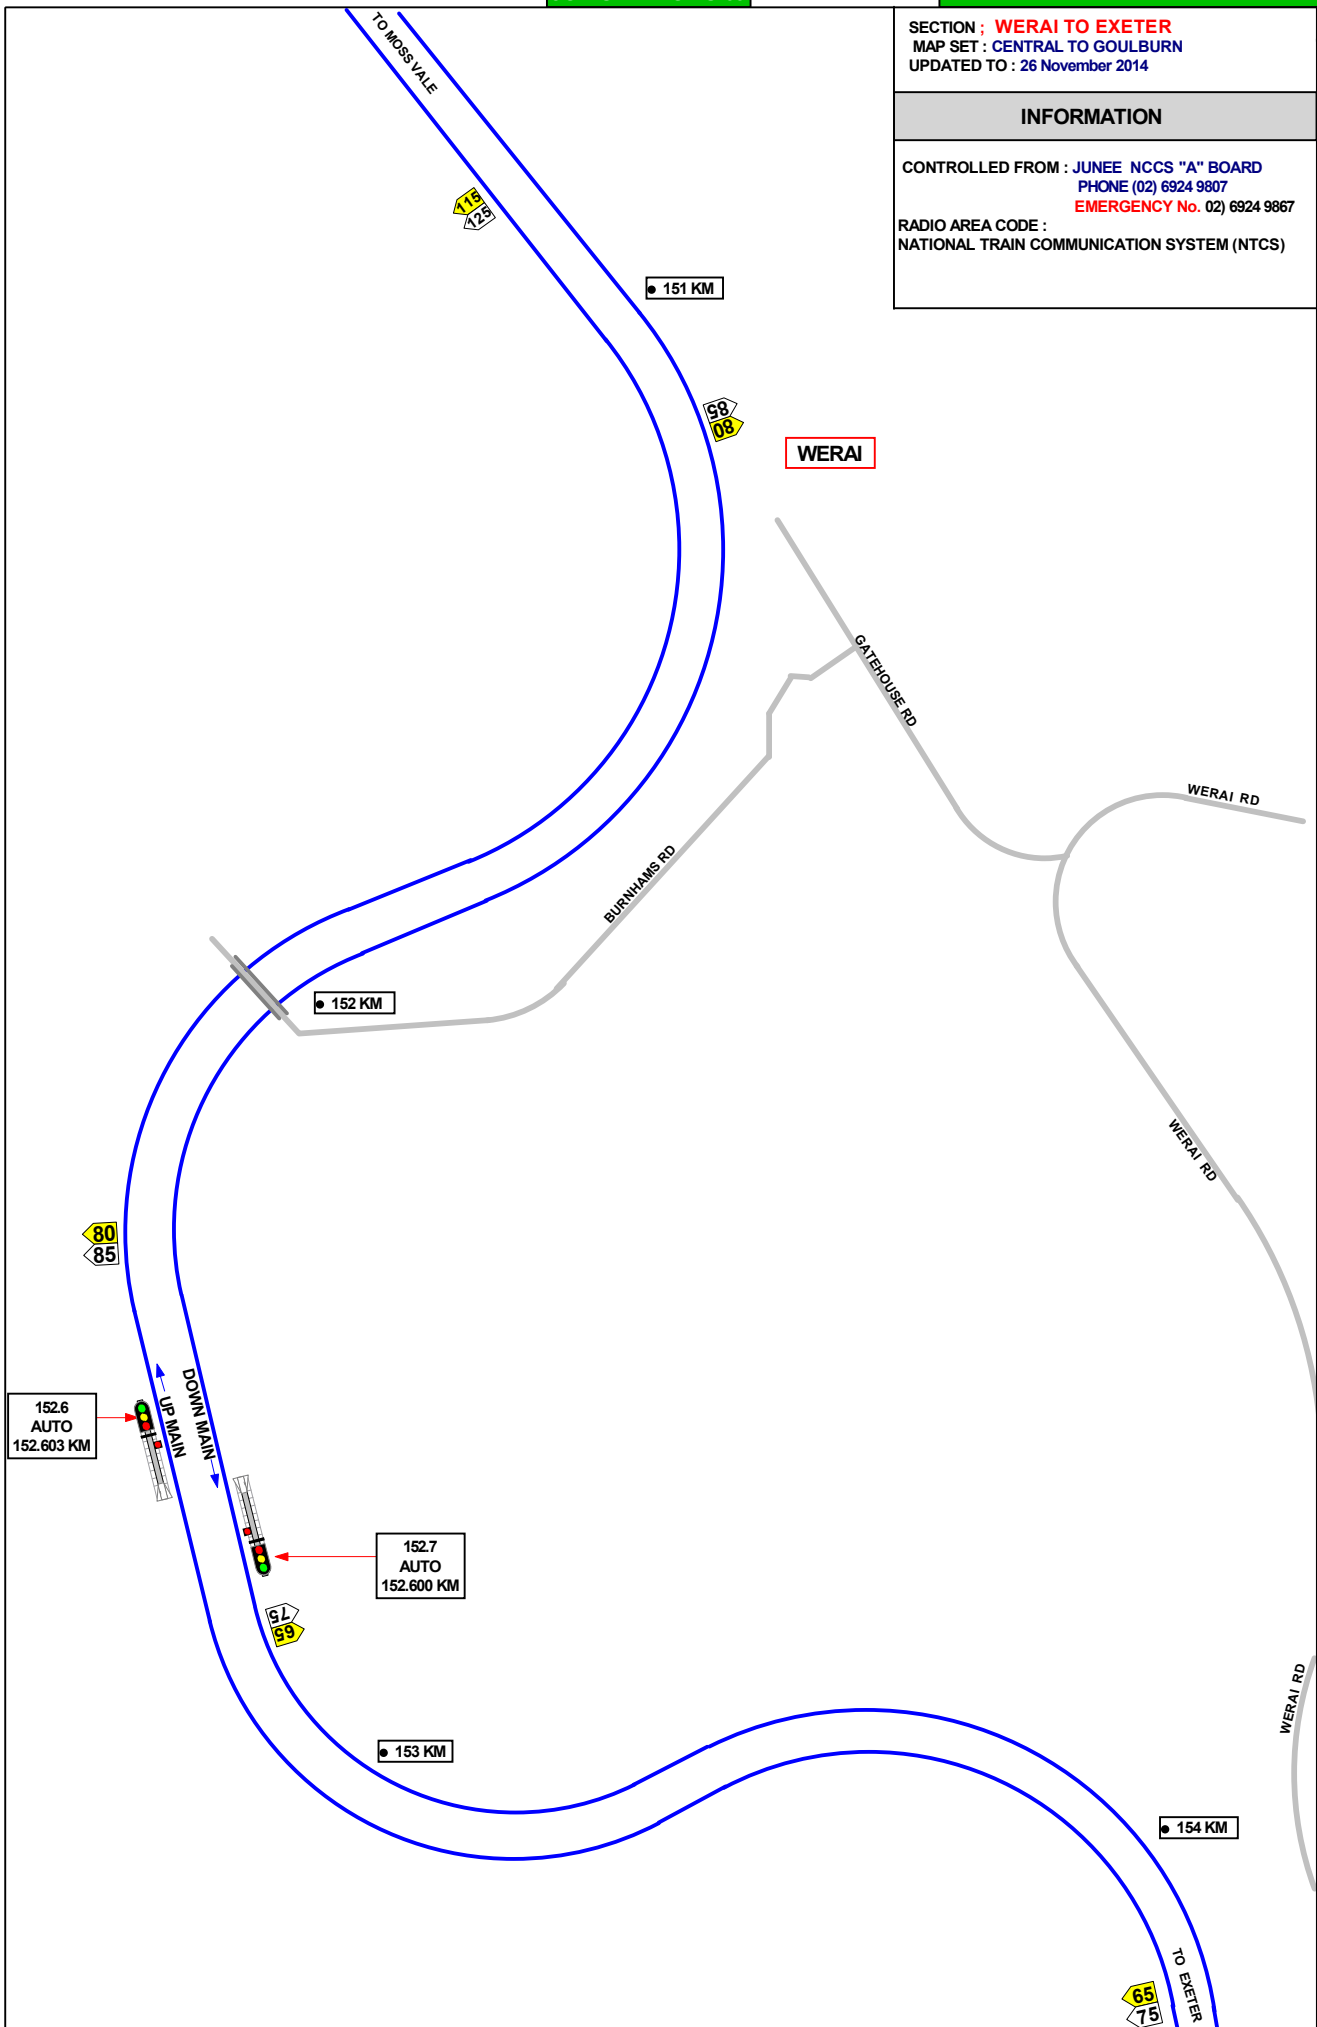 SECTION ; WERAI TO EXETER
MAP SET : CENTRAL TO GOULBURN
UPDATED TO : 26 November 2014
INFORMATION
CONTROLLED FROM : JUNEE NCCS "A" BOARD
PHONE (02) 6924 9807
EMERGENCY No. 02) 6924 9867
RADIO AREA CODE :
NATIONAL TRAIN COMMUNICATION SYSTEM (NTCS)
TO MOSS VALE
115
125
151 KM
85
80
WERAI
GATEHOUSE RD
WERAI RD
BURNHAMS RD
152 KM
WERAI RD
80
85
UP MAIN
DOWN MAIN
152.6
AUTO
152.603 KM
152.7
AUTO
152.600 KM
75
65
WERAI RD
153 KM
154 KM
TO EXETER
65
75